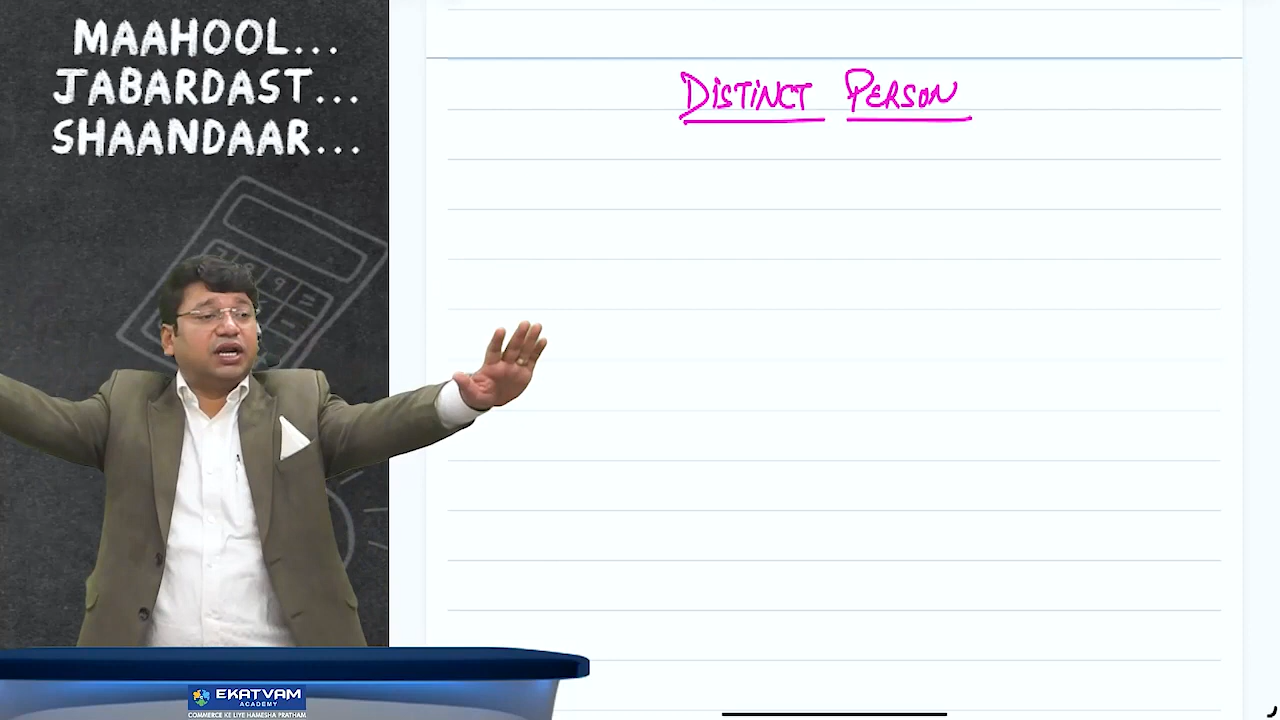 MAAHOOL...
JABARDAST...
SHAANDAAR...
DISTINCT PERSON
EKATVAM
ACADEMY
COMMERCE KE LIYE HAMESHA PRATHAM